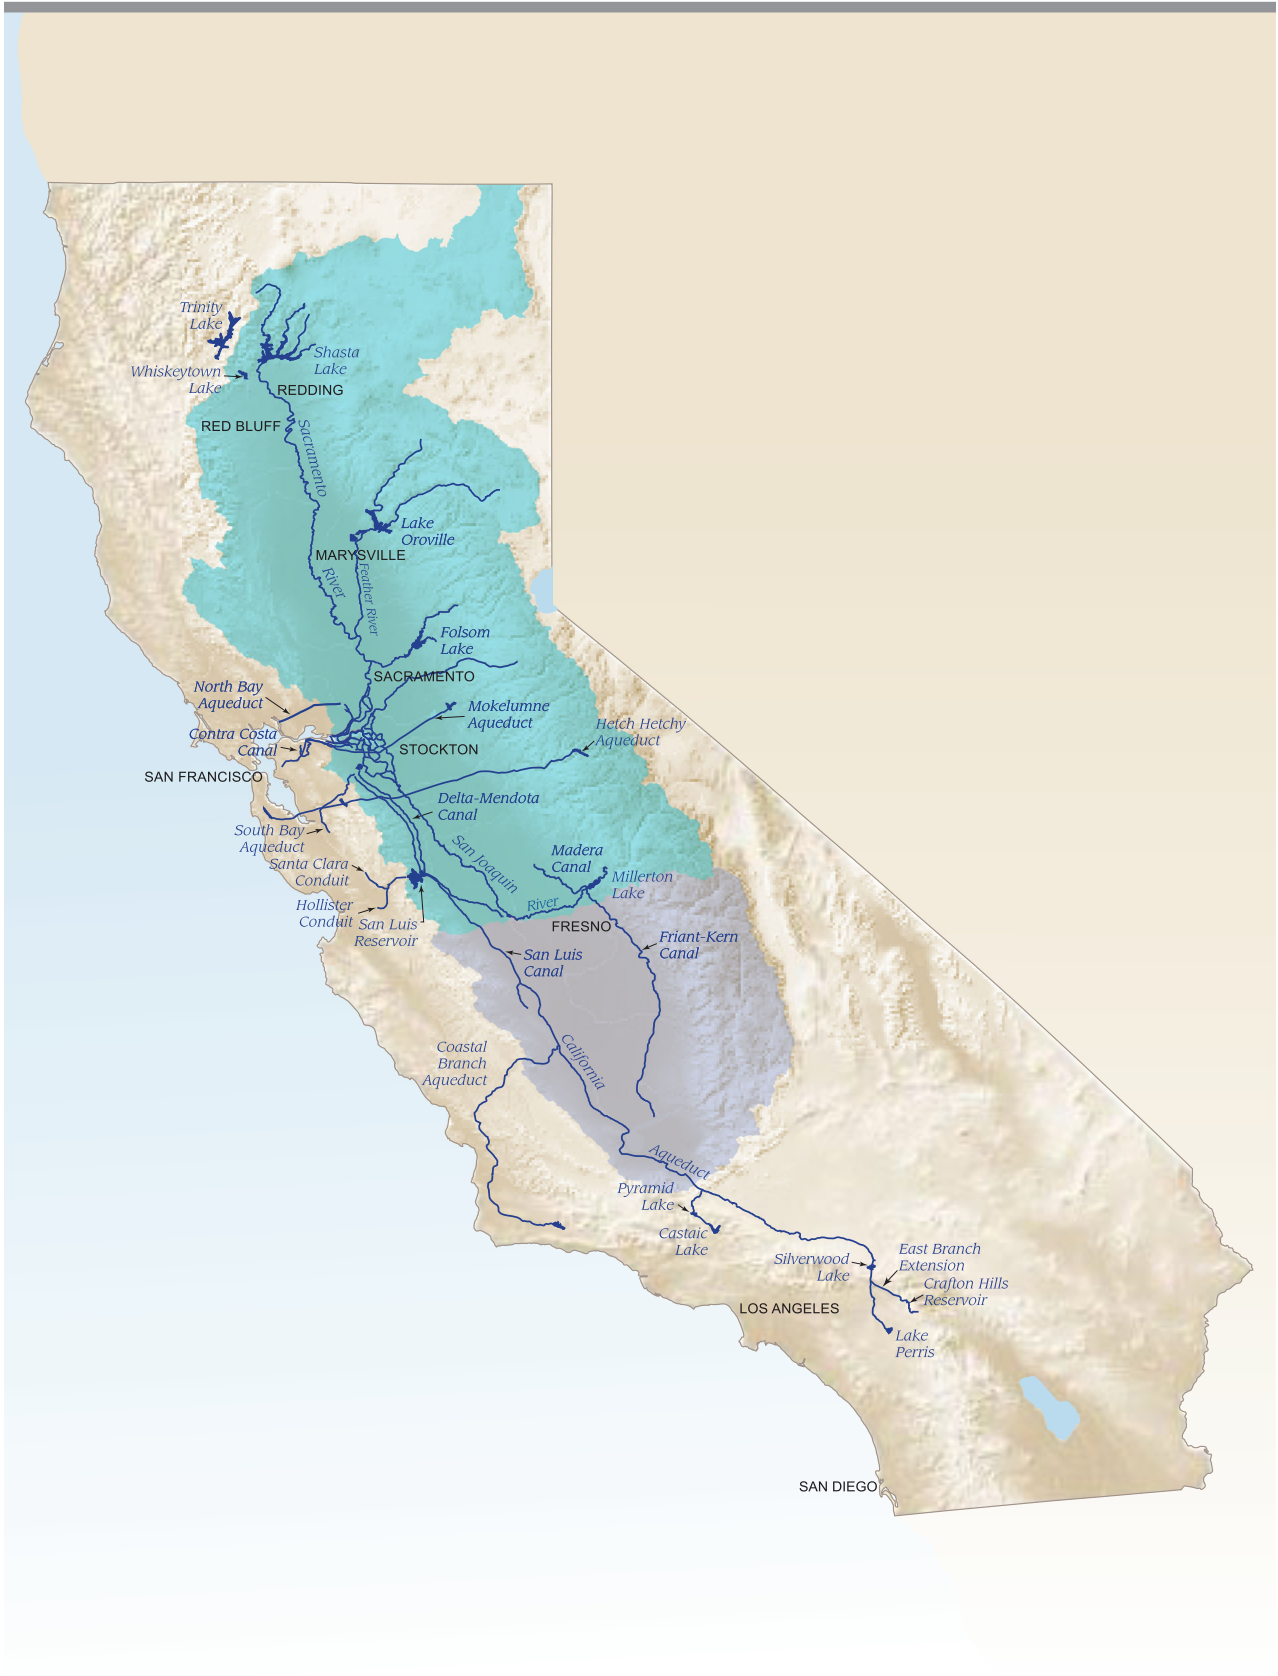 Trinity
Lake
Shasta
Lake
Whiskeytown
Lake
REDDING
RED BLUFF
Sacramento
River
Lake
Oroville
MARYSVILLE
Feather River
Folsom
Lake
SACRAMENTO
North Bay
Aqueduct
Mokelumne
Aqueduct
Hetch Hetchy
Aqueduct
Contra Costa
Canal
STOCKTON
SAN FRANCISCO
Delta-Mendota
Canal
South Bay
Aqueduct
San Joaquin
River
Madera
Canal
Santa Clara
Conduit
Millerton
Lake
Hollister
Conduit
San Luis
Reservoir
FRESNO
Friant-Kern
Canal
San Luis
Canal
Coastal
Branch
Aqueduct
California
Aqueduct
Pyramid
Lake
Castaic
Lake
Silverwood
Lake
East Branch
Extension
Crafton Hills
Reservoir
LOS ANGELES
Lake
Perris
SAN DIEGO